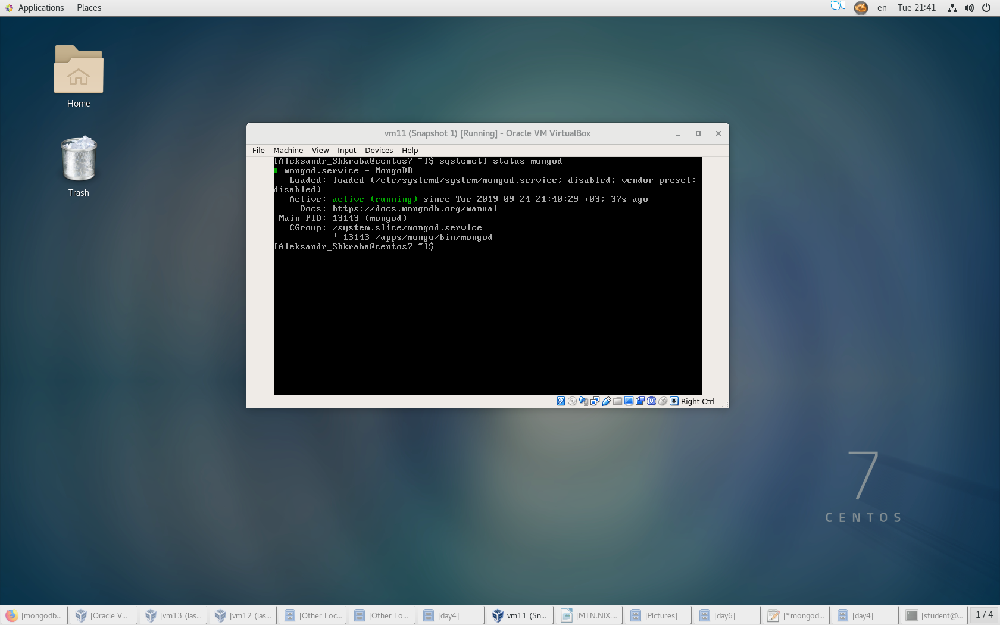 Applications Places en Tue 21:41
Home
Trash
vm11 (Snapshot 1) [Running] - Oracle VM VirtualBox
File Machine View Input Devices Help
[Aleksandr_Shkraba@centos7 ~]$ systemctl status mongod
mongod.service - MongoDB
Loaded: loaded (/etc/systemd/system/mongod.service; disabled; vendor preset:
disabled)
Active: active (running) since Tue 2019-09-24 21:40:29 +03; 37s ago
Docs: https://docs.mongodb.org/manual
Main PID: 13143 (mongod)
CGroup: /system.slice/mongod.service
└─13143 /apps/mongo/bin/mongod
[Aleksandr_Shkraba@centos7 ~]$
Right Ctrl
7
CENTOS
[mongodb... [Oracle V... [vm13 (las... [vm12 (las... [Other Loc... [Other Lo... [day4] vm11 (Sn... [MTN.NIX.... [Pictures] [day6] [*mongod... [day4] [student@... 1 / 4